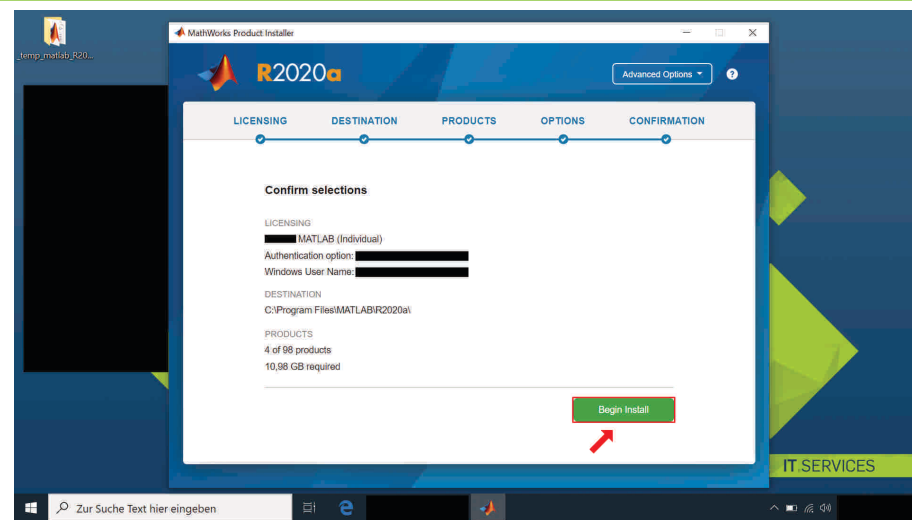 _temp_matlab_R20...
MathWorks Product Installer
R2020a
Advanced Options
?
LICENSING DESTINATION PRODUCTS OPTIONS CONFIRMATION
Confirm selections
LICENSING
MATLAB (Individual)
Authentication option:
Windows User Name:
DESTINATION
C:\Program Files\MATLAB\R2020a\
PRODUCTS
4 of 98 products
10,98 GB required
Begin Install
IT.SERVICES
Zur Suche Text hier eingeben